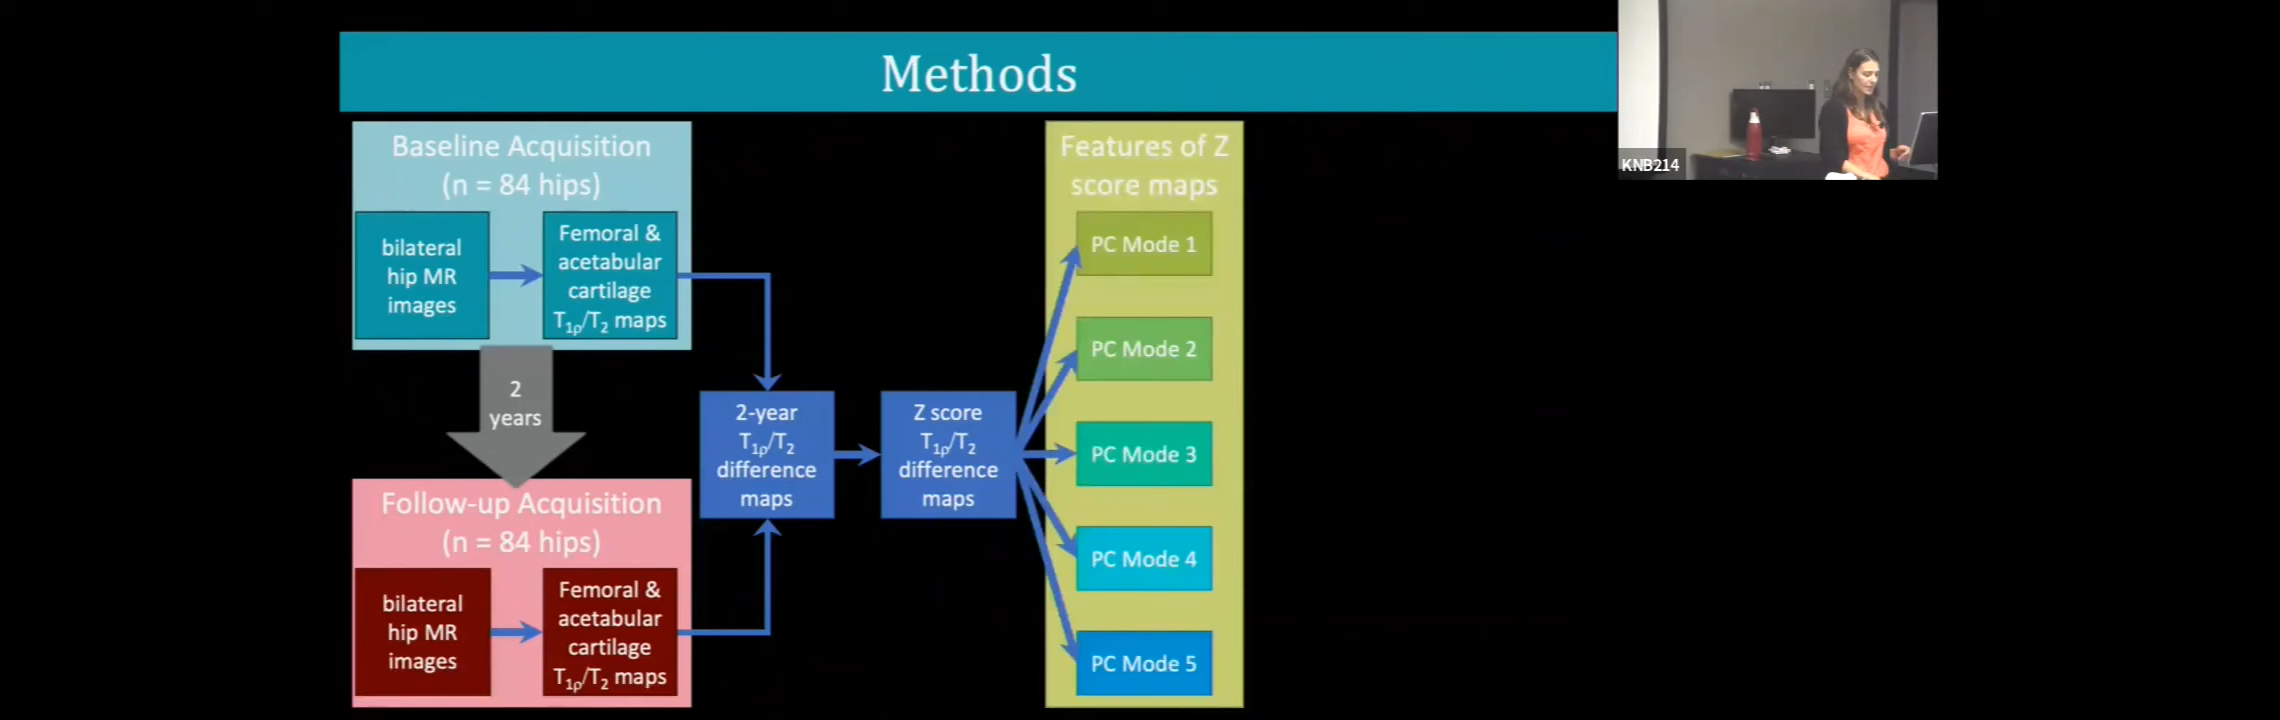 Methods
KNB214
Baseline Acquisition
(n = 84 hips)
bilateral
hip MR
images
Femoral &
acetabular
cartilage
T1ρ/T2 maps
2
years
Follow-up Acquisition
(n = 84 hips)
bilateral
hip MR
images
Femoral &
acetabular
cartilage
T1ρ/T2 maps
2-year
T1ρ/T2
difference
maps
Z score
T1ρ/T2
difference
maps
Features of Z
score maps
PC Mode 1
PC Mode 2
PC Mode 3
PC Mode 4
PC Mode 5